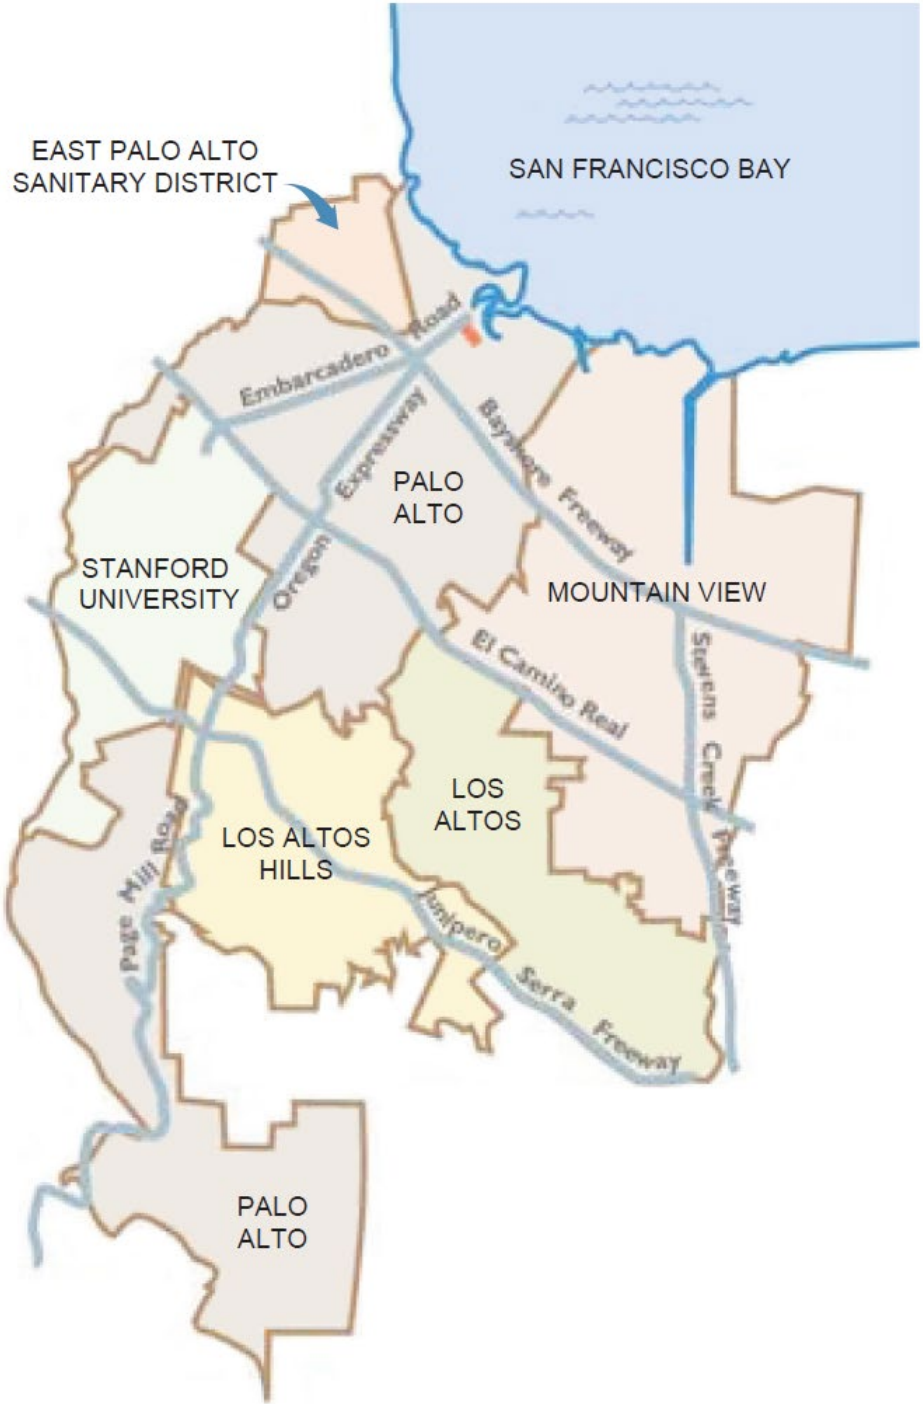 EAST PALO ALTO
SANITARY DISTRICT
SAN FRANCISCO BAY
Embarcadero Road
Oregon Expressway
Bayshore Freeway
PALO
ALTO
STANFORD
UNIVERSITY
MOUNTAIN VIEW
El Camino Real
Stevens Creek Freeway
LOS
ALTOS
LOS ALTOS
HILLS
Page Mill Road
Junipero Serra Freeway
PALO
ALTO